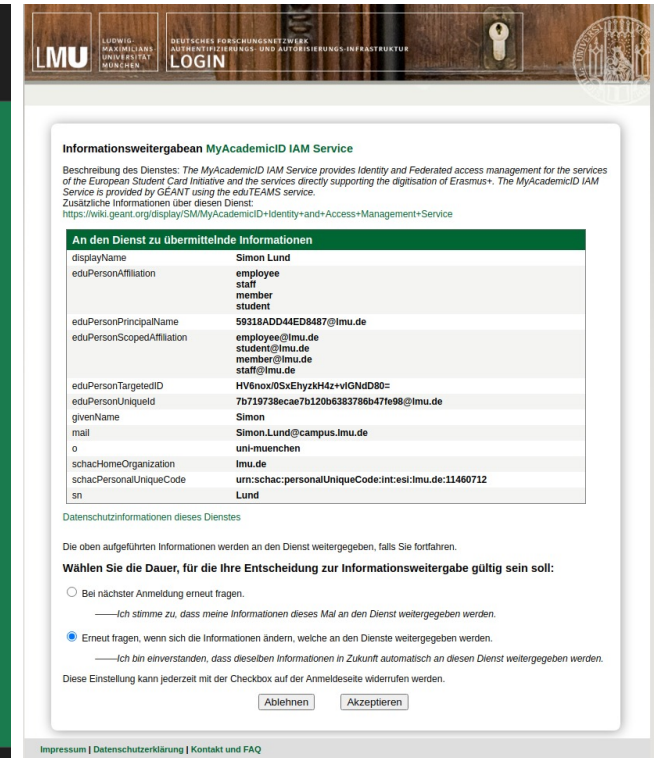 LMU
LUDWIG-
MAXIMILIANS-
UNIVERSITÄT
MÜNCHEN
DEUTSCHES FORSCHUNGSNETZWERK
AUTHENTIFIZIERUNGS- UND AUTORISIERUNGS-INFRASTRUKTUR
LOGIN
Informationsweitergabean MyAcademicID IAM Service
Beschreibung des Dienstes: The MyAcademicID IAM Service provides Identity and Federated access management for the services
of the European Student Card Initiative and the services directly supporting the digitisation of Erasmus+. The MyAcademicID IAM
Service is provided by GÉANT using the eduTEAMS service.
Zusätzliche Informationen über diesen Dienst:
https://wiki.geant.org/display/SM/MyAcademicID+Identity+and+Access+Management+Service
An den Dienst zu übermittelnde Informationen
displayName Simon Lund
eduPersonAffiliation employee
staff
member
student
eduPersonPrincipalName 59318ADD44ED8487@lmu.de
eduPersonScopedAffiliation employee@lmu.de
student@lmu.de
member@lmu.de
staff@lmu.de
eduPersonTargetedID HV6nox/0SxEhyzkH4z+vIGNdD80=
eduPersonUniqueId 7b719738ecae7b120b6383786b47fe98@lmu.de
givenName Simon
mail Simon.Lund@campus.lmu.de
o uni-muenchen
schacHomeOrganization lmu.de
schacPersonalUniqueCode urn:schac:personalUniqueCode:int:esi:lmu.de:11460712
sn Lund
Datenschutzinformationen dieses Dienstes
Die oben aufgeführten Informationen werden an den Dienst weitergegeben, falls Sie fortfahren.
Wählen Sie die Dauer, für die Ihre Entscheidung zur Informationsweitergabe gültig sein soll:
Bei nächster Anmeldung erneut fragen.
——Ich stimme zu, dass meine Informationen dieses Mal an den Dienst weitergegeben werden.
Erneut fragen, wenn sich die Informationen ändern, welche an den Dienste weitergegeben werden.
——Ich bin einverstanden, dass dieselben Informationen in Zukunft automatisch an diesen Dienst weitergegeben werden.
Diese Einstellung kann jederzeit mit der Checkbox auf der Anmeldeseite widerrufen werden.
Ablehnen Akzeptieren
Impressum | Datenschutzerklärung | Kontakt und FAQ